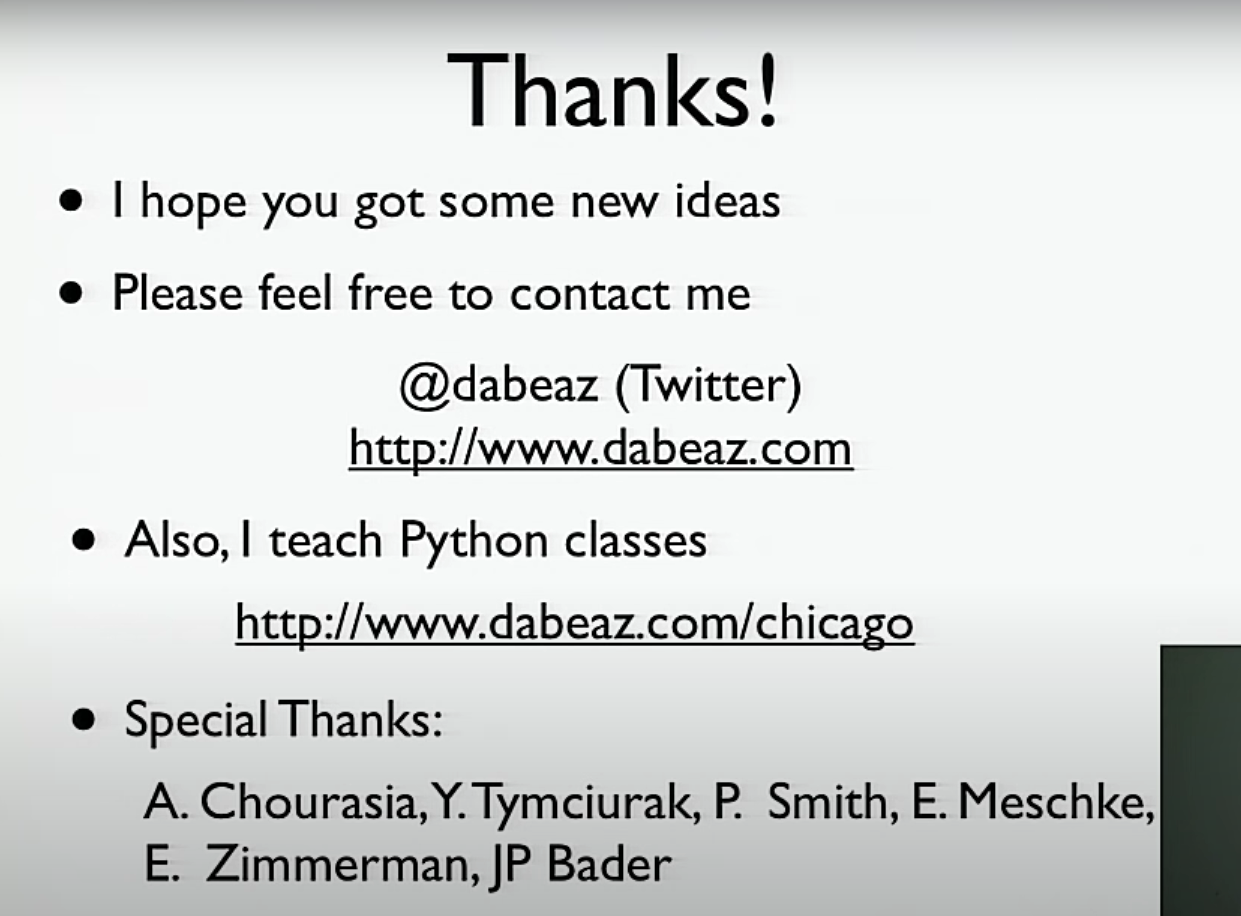 Thanks!
• I hope you got some new ideas
• Please feel free to contact me
@dabeaz (Twitter)
http://www.dabeaz.com
• Also, I teach Python classes
http://www.dabeaz.com/chicago
• Special Thanks:
A. Chourasia, Y. Tymciurak, P. Smith, E. Meschke,
E. Zimmerman, JP Bader